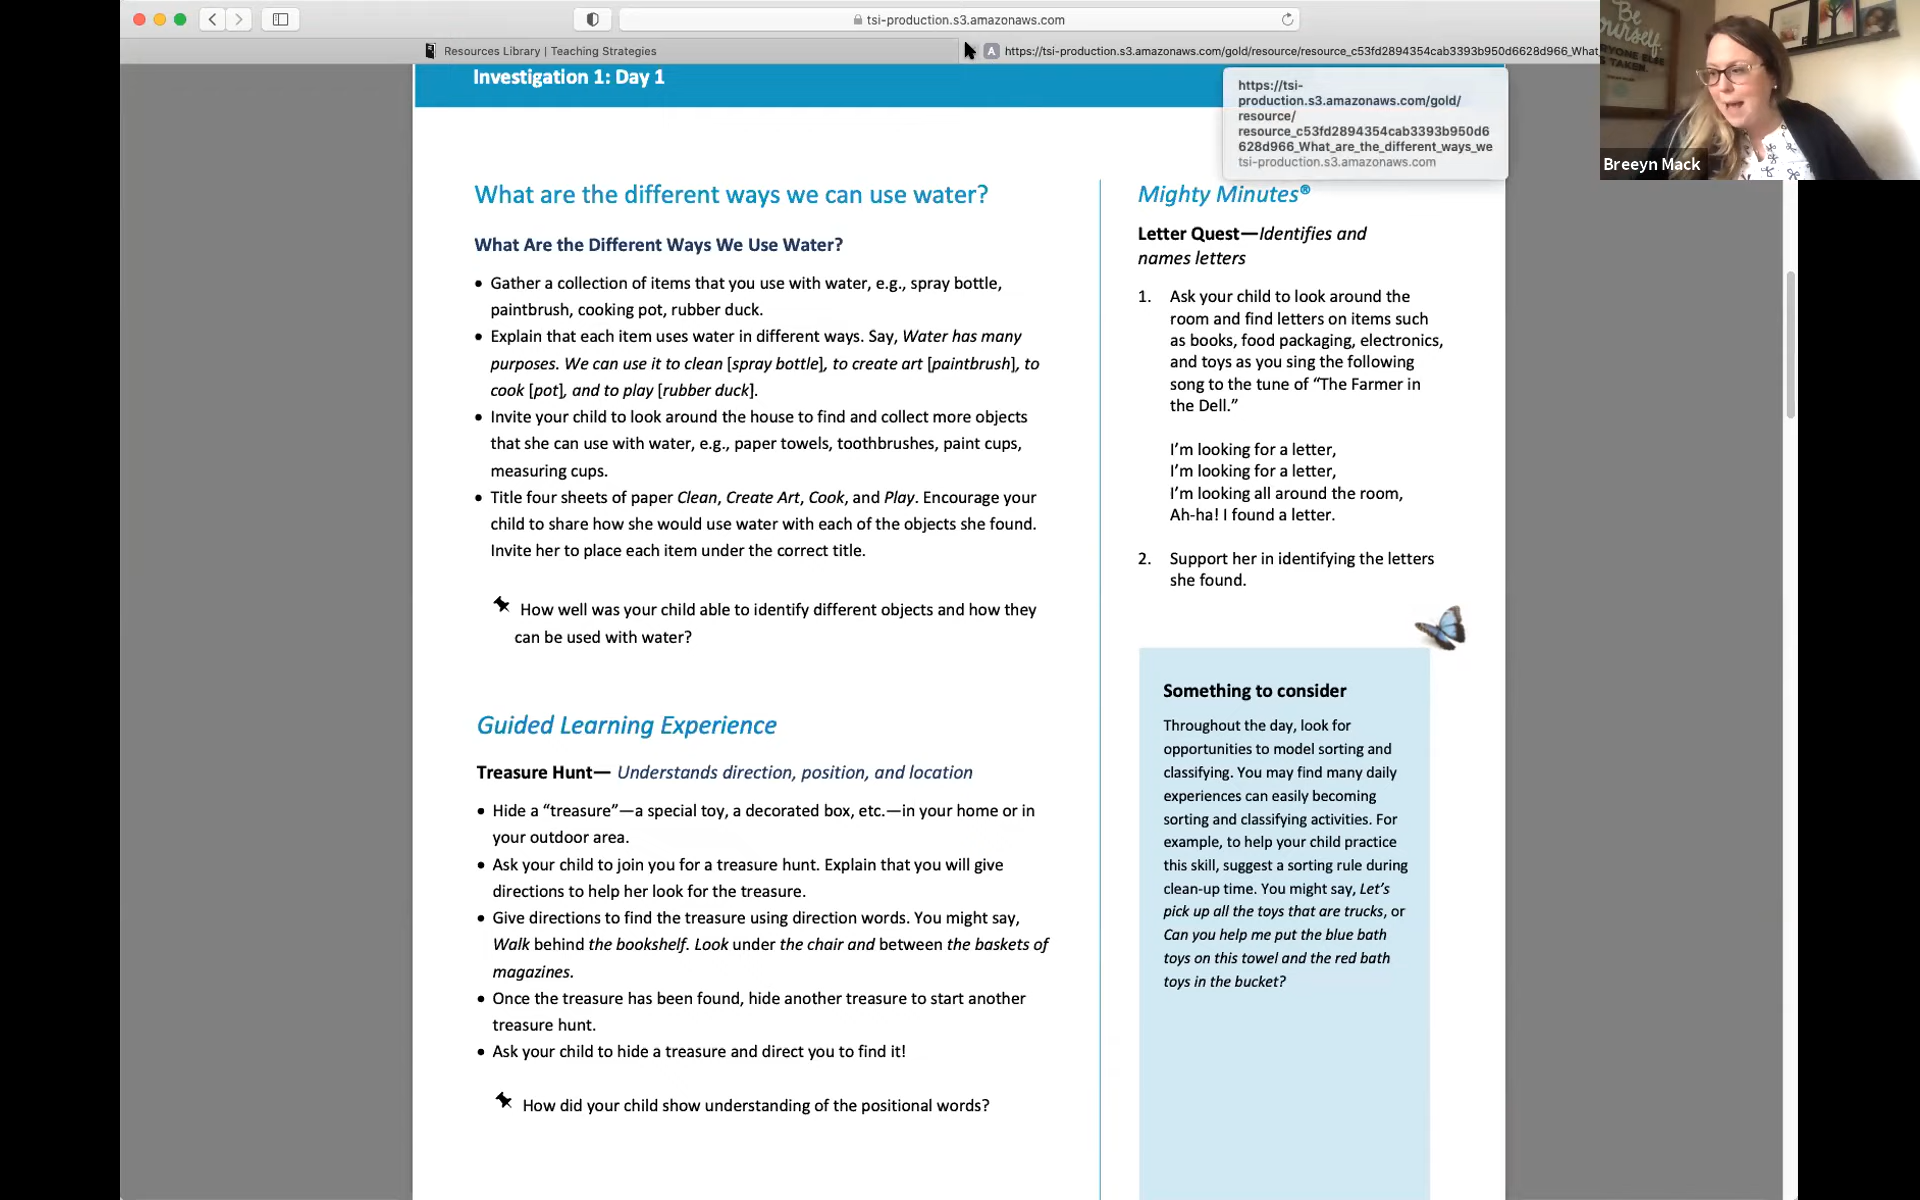 tsi-production.s3.amazonaws.com
Resources Library | Teaching Strategies
A https://tsi-production.s3.amazonaws.com/gold/resource/resource_c53fd2894354cab3393b950d6628d966_What
https://tsi-
production.s3.amazonaws.com/gold/
resource/
resource_c53fd2894354cab3393b950d6
628d966_What_are_the_different_ways_we
tsi-production.s3.amazonaws.com
Be
yourself.
TAKEN.
Breeyn Mack
Investigation 1: Day 1
What are the different ways we can use water?
What Are the Different Ways We Use Water?
• Gather a collection of items that you use with water, e.g., spray bottle,
paintbrush, cooking pot, rubber duck.
• Explain that each item uses water in different ways. Say, Water has many
purposes. We can use it to clean [spray bottle], to create art [paintbrush], to
cook [pot], and to play [rubber duck].
• Invite your child to look around the house to find and collect more objects
that she can use with water, e.g., paper towels, toothbrushes, paint cups,
measuring cups.
• Title four sheets of paper Clean, Create Art, Cook, and Play. Encourage your
child to share how she would use water with each of the objects she found.
Invite her to place each item under the correct title.
How well was your child able to identify different objects and how they
can be used with water?
Guided Learning Experience
Treasure Hunt— Understands direction, position, and location
• Hide a “treasure”—a special toy, a decorated box, etc.—in your home or in
your outdoor area.
• Ask your child to join you for a treasure hunt. Explain that you will give
directions to help her look for the treasure.
• Give directions to find the treasure using direction words. You might say,
Walk behind the bookshelf. Look under the chair and between the baskets of
magazines.
• Once the treasure has been found, hide another treasure to start another
treasure hunt.
• Ask your child to hide a treasure and direct you to find it!
How did your child show understanding of the positional words?
Mighty Minutes®
Letter Quest—Identifies and
names letters
1. Ask your child to look around the
room and find letters on items such
as books, food packaging, electronics,
and toys as you sing the following
song to the tune of “The Farmer in
the Dell.”
I’m looking for a letter,
I’m looking for a letter,
I’m looking all around the room,
Ah-ha! I found a letter.
2. Support her in identifying the letters
she found.
Something to consider
Throughout the day, look for
opportunities to model sorting and
classifying. You may find many daily
experiences can easily becoming
sorting and classifying activities. For
example, to help your child practice
this skill, suggest a sorting rule during
clean-up time. You might say, Let’s
pick up all the toys that are trucks, or
Can you help me put the blue bath
toys on this towel and the red bath
toys in the bucket?